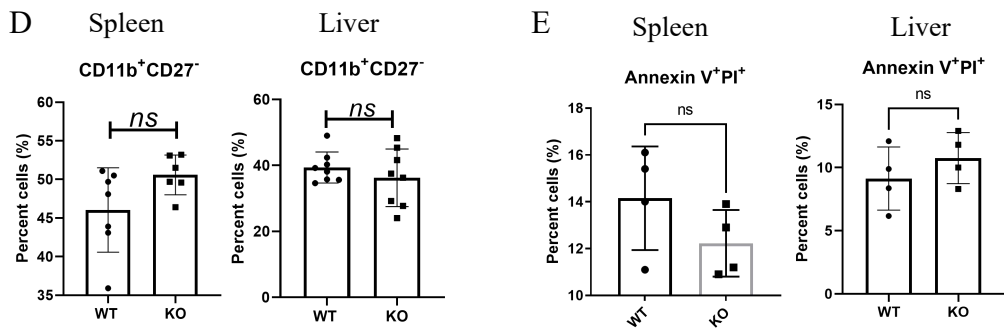 D
Spleen
CD11b⁺CD27⁻
Percent cells (%)
60
55
50
45
40
35
ns
WT
KO
Liver
CD11b⁺CD27⁻
Percent cells (%)
60
40
20
0
ns
WT
KO
E
Spleen
Annexin V⁺PI⁺
Percent cells (%)
18
16
14
12
10
ns
WT
KO
Liver
Annexin V⁺PI⁺
Percent cells (%)
15
10
5
0
ns
WT
KO